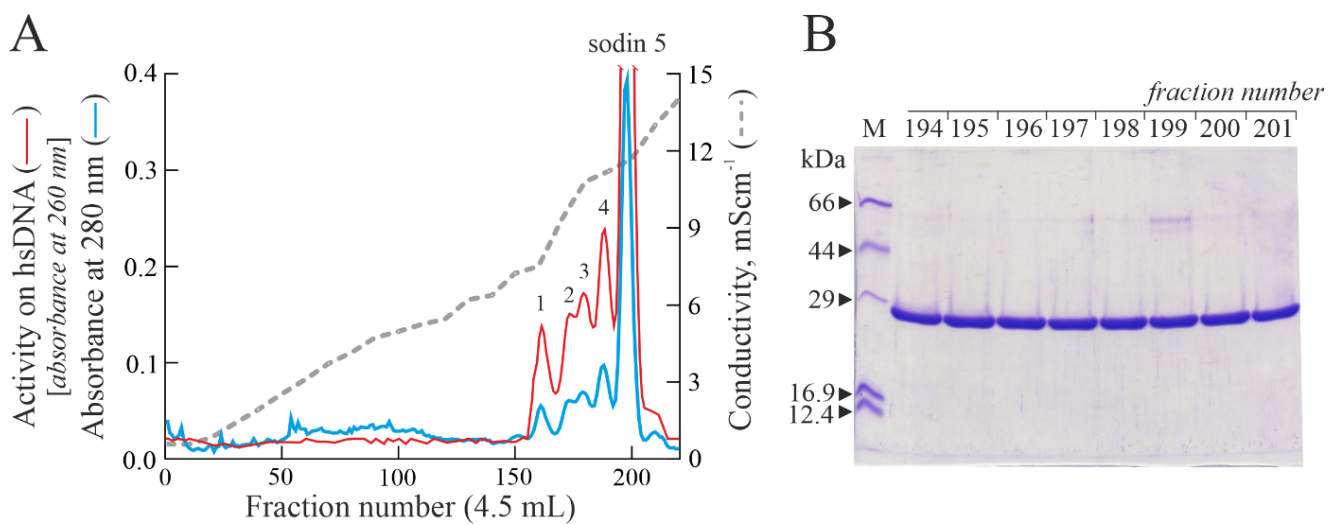 A
Activity on hsDNA (—)
[absorbance at 260 nm]
Absorbance at 280 nm (—)
0.4
0.3
0.2
0.1
0.0
0
50
100
150
200
Fraction number (4.5 mL)
sodin 5
1
2
3
4
15
12
9
6
3
0
Conductivity, mScm⁻¹ (---)
B
fraction number
M 194 195 196 197 198 199 200 201
kDa
66
44
29
16.9
12.4